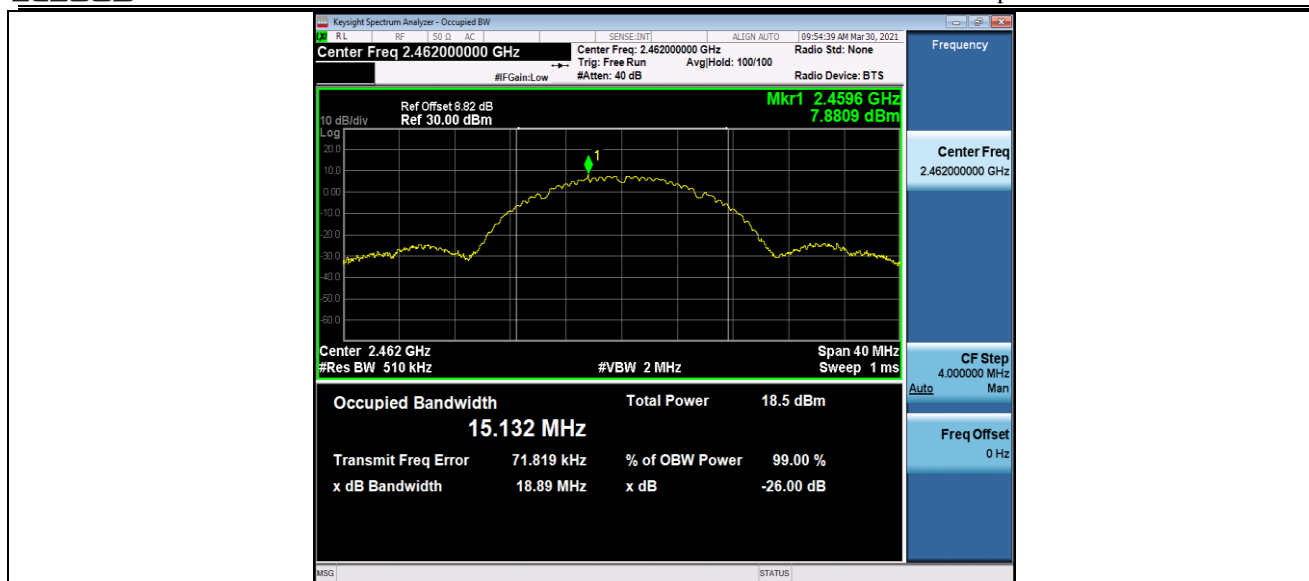 Keysight Spectrum Analyzer - Occupied BW
LXI RL RF 50 Ω AC SENSE:INT ALIGN AUTO 09:54:39 AM Mar 30, 2021
Center Freq 2.462000000 GHz
Center Freq: 2.462000000 GHz Radio Std: None
Trig: Free Run Avg|Hold: 100/100
#IFGain:Low #Atten: 40 dB Radio Device: BTS
Frequency
Mkr1 2.4596 GHz
7.8809 dBm
Ref Offset 8.82 dB
10 dB/div Ref 30.00 dBm
Log
20.0
10.0
0.00
-10.0
-20.0
-30.0
-40.0
-50.0
-60.0
1
Center 2.462 GHz Span 40 MHz
#Res BW 510 kHz #VBW 2 MHz Sweep 1 ms
Occupied Bandwidth Total Power 18.5 dBm
15.132 MHz
Transmit Freq Error 71.819 kHz % of OBW Power 99.00 %
x dB Bandwidth 18.89 MHz x dB -26.00 dB
Center Freq
2.462000000 GHz
CF Step
4.000000 MHz
Auto Man
Freq Offset
0 Hz
MSG STATUS